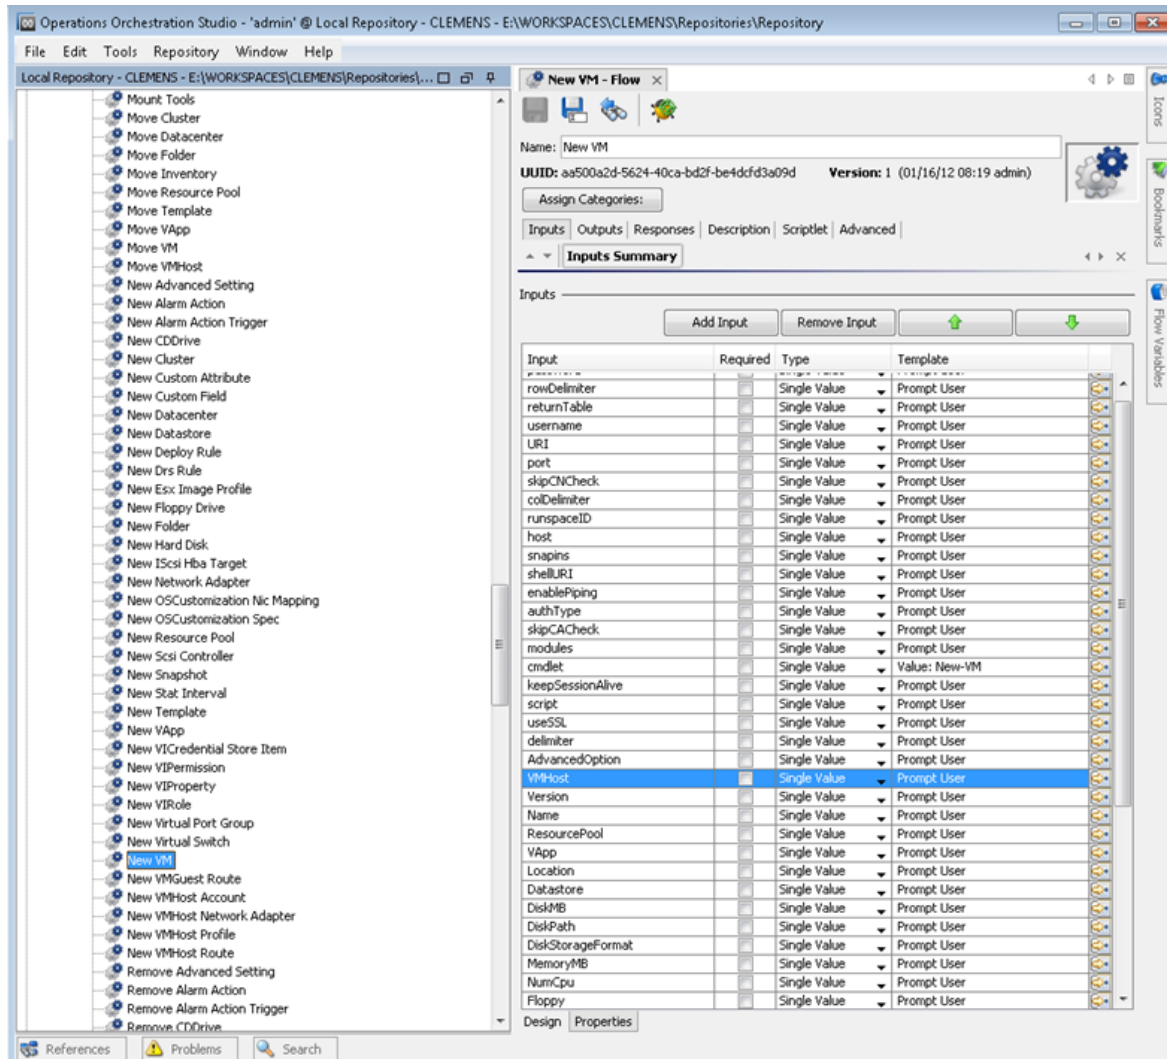 Operations Orchestration Studio - 'admin' @ Local Repository - CLEMENS - E:\WORKSPACES\CLEMENS\Repositories\Repository
File Edit Tools Repository Window Help
Local Repository - CLEMENS - E:\WORKSPACES\CLEMENS\Repositories\...
Mount Tools
Move Cluster
Move Datacenter
Move Folder
Move Inventory
Move Resource Pool
Move Template
Move VApp
Move VM
Move VMHost
New Advanced Setting
New Alarm Action
New Alarm Action Trigger
New CDDrive
New Cluster
New Custom Attribute
New Custom Field
New Datacenter
New Datastore
New Deploy Rule
New Drs Rule
New Esx Image Profile
New Floppy Drive
New Folder
New Hard Disk
New IScsi Hba Target
New Network Adapter
New OSCustomization Nic Mapping
New OSCustomization Spec
New Resource Pool
New Scsi Controller
New Snapshot
New Stat Interval
New Template
New VApp
New VICredential Store Item
New VIPermission
New VIProperty
New VIRole
New Virtual Port Group
New Virtual Switch
New VM
New VMGuest Route
New VMHost Account
New VMHost Network Adapter
New VMHost Profile
New VMHost Route
Remove Advanced Setting
Remove Alarm Action
Remove Alarm Action Trigger
Remove CDDrive
References Problems Search
New VM - Flow
Name: New VM
UUID: aa500a2d-5624-40ca-bd2f-be4dcfd3a09d Version: 1 (01/16/12 08:19 admin)
Assign Categories:
Inputs Outputs Responses Description Scriptlet Advanced
Inputs Summary
Inputs
Add Input Remove Input
Input Required Type Template
rowDelimiter Single Value Prompt User
returnTable Single Value Prompt User
username Single Value Prompt User
URI Single Value Prompt User
port Single Value Prompt User
skipCNCheck Single Value Prompt User
colDelimiter Single Value Prompt User
runspaceID Single Value Prompt User
host Single Value Prompt User
snapins Single Value Prompt User
shellURI Single Value Prompt User
enablePiping Single Value Prompt User
authType Single Value Prompt User
skipCACheck Single Value Prompt User
modules Single Value Prompt User
cmdlet Single Value Value: New-VM
keepSessionAlive Single Value Prompt User
script Single Value Prompt User
useSSL Single Value Prompt User
delimiter Single Value Prompt User
AdvancedOption Single Value Prompt User
VMHost Single Value Prompt User
Version Single Value Prompt User
Name Single Value Prompt User
ResourcePool Single Value Prompt User
VApp Single Value Prompt User
Location Single Value Prompt User
Datastore Single Value Prompt User
DiskMB Single Value Prompt User
DiskPath Single Value Prompt User
DiskStorageFormat Single Value Prompt User
MemoryMB Single Value Prompt User
NumCpu Single Value Prompt User
Floppy Single Value Prompt User
Design Properties
Icons
Bookmarks
Flow Variables